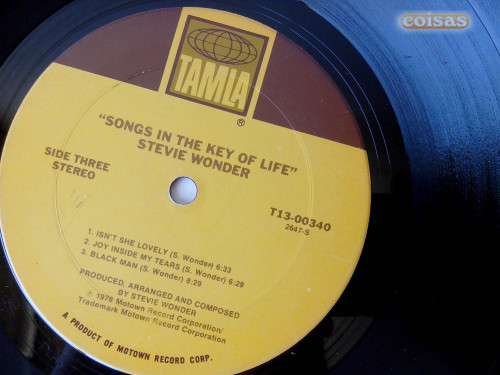 coisas
TAMLA
®
"SONGS IN THE KEY OF LIFE"
STEVIE WONDER
SIDE THREE
STEREO
T13-00340
2647-S
1. ISN'T SHE LOVELY (S. Wonder) 6:33
2. JOY INSIDE MY TEARS (S. Wonder) 6:29
3. BLACK MAN (S. Wonder) 8:29
PRODUCED, ARRANGED AND COMPOSED
BY STEVIE WONDER
℗ 1976 Motown Record Corporation
Trademark Motown Record Corporation
A PRODUCT OF MOTOWN RECORD CORP.